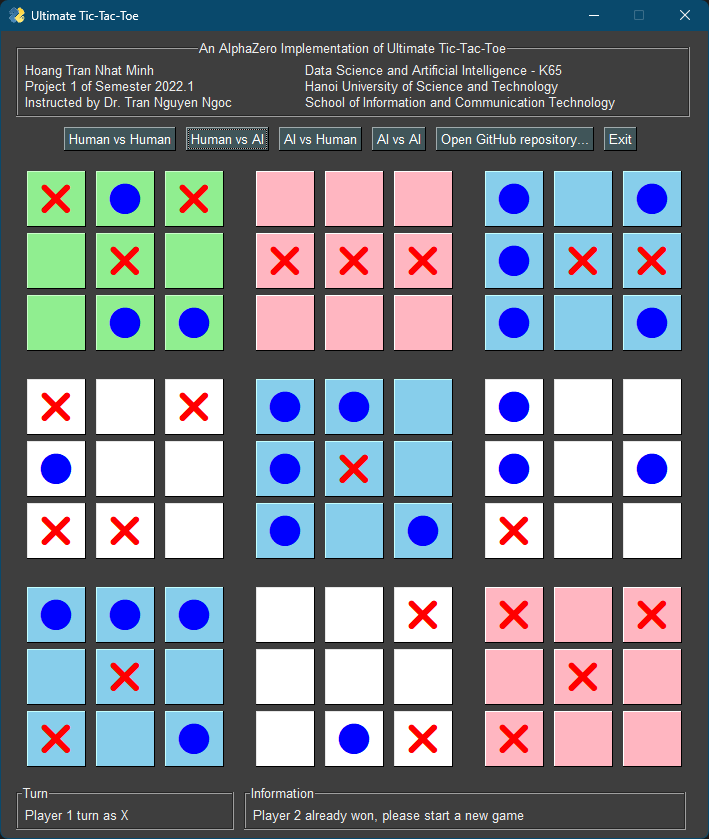 Ultimate Tic-Tac-Toe
An AlphaZero Implementation of Ultimate Tic-Tac-Toe
Hoang Tran Nhat Minh
Project 1 of Semester 2022.1
Instructed by Dr. Tran Nguyen Ngoc
Data Science and Artificial Intelligence - K65
Hanoi University of Science and Technology
School of Information and Communication Technology
Human vs Human Human vs AI AI vs Human AI vs AI Open GitHub repository... Exit
Turn
Player 1 turn as X
Information
Player 2 already won, please start a new game